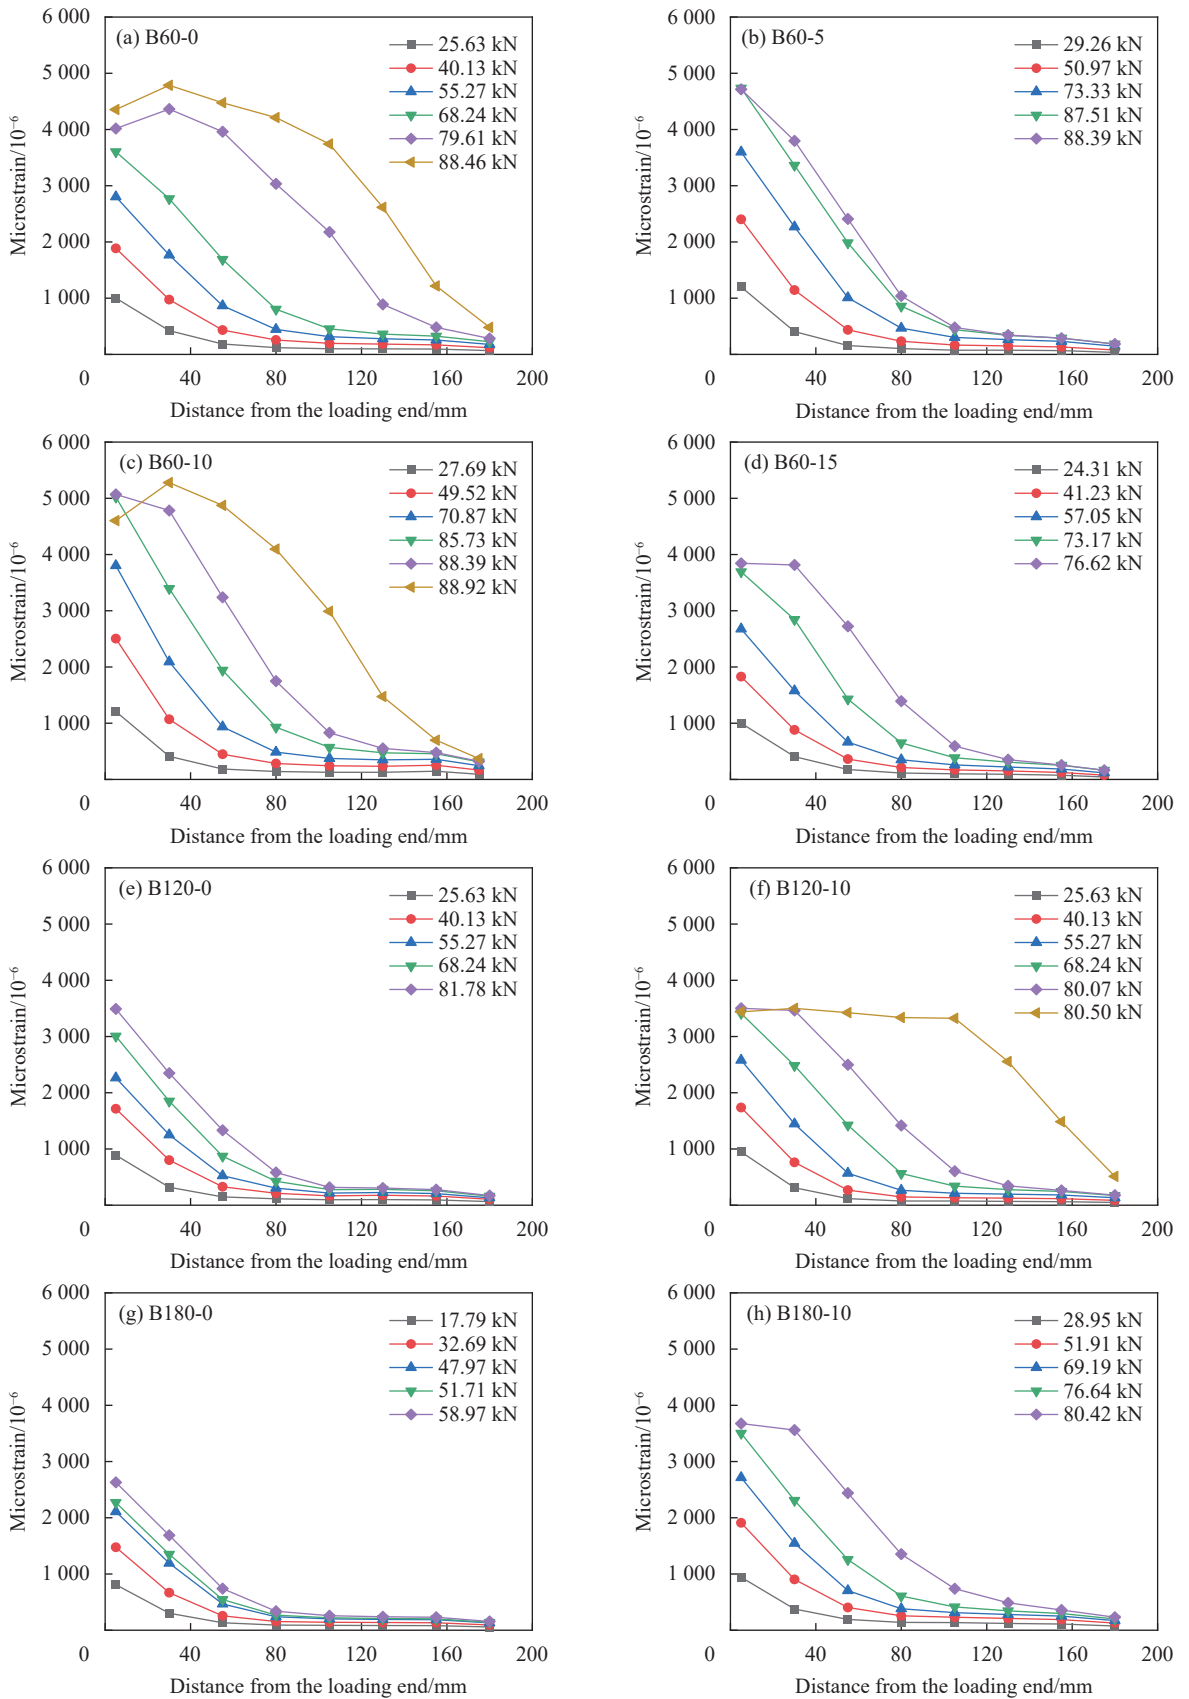 6 000
(a) B60-0
5 000
4 000
3 000
2 000
1 000
0
40
80
120
160
200
25.63 kN
40.13 kN
55.27 kN
68.24 kN
79.61 kN
88.46 kN
Microstrain/10⁻⁶
Distance from the loading end/mm
6 000
(b) B60-5
5 000
4 000
3 000
2 000
1 000
0
40
80
120
160
200
29.26 kN
50.97 kN
73.33 kN
87.51 kN
88.39 kN
Microstrain/10⁻⁶
Distance from the loading end/mm
6 000
(c) B60-10
5 000
4 000
3 000
2 000
1 000
0
40
80
120
160
200
27.69 kN
49.52 kN
70.87 kN
85.73 kN
88.39 kN
88.92 kN
Microstrain/10⁻⁶
Distance from the loading end/mm
6 000
(d) B60-15
5 000
4 000
3 000
2 000
1 000
0
40
80
120
160
200
24.31 kN
41.23 kN
57.05 kN
73.17 kN
76.62 kN
Microstrain/10⁻⁶
Distance from the loading end/mm
6 000
(e) B120-0
5 000
4 000
3 000
2 000
1 000
0
40
80
120
160
200
25.63 kN
40.13 kN
55.27 kN
68.24 kN
81.78 kN
Microstrain/10⁻⁶
Distance from the loading end/mm
6 000
(f) B120-10
5 000
4 000
3 000
2 000
1 000
0
40
80
120
160
200
25.63 kN
40.13 kN
55.27 kN
68.24 kN
80.07 kN
80.50 kN
Microstrain/10⁻⁶
Distance from the loading end/mm
6 000
(g) B180-0
5 000
4 000
3 000
2 000
1 000
0
40
80
120
160
200
17.79 kN
32.69 kN
47.97 kN
51.71 kN
58.97 kN
Microstrain/10⁻⁶
Distance from the loading end/mm
6 000
(h) B180-10
5 000
4 000
3 000
2 000
1 000
0
40
80
120
160
200
28.95 kN
51.91 kN
69.19 kN
76.64 kN
80.42 kN
Microstrain/10⁻⁶
Distance from the loading end/mm